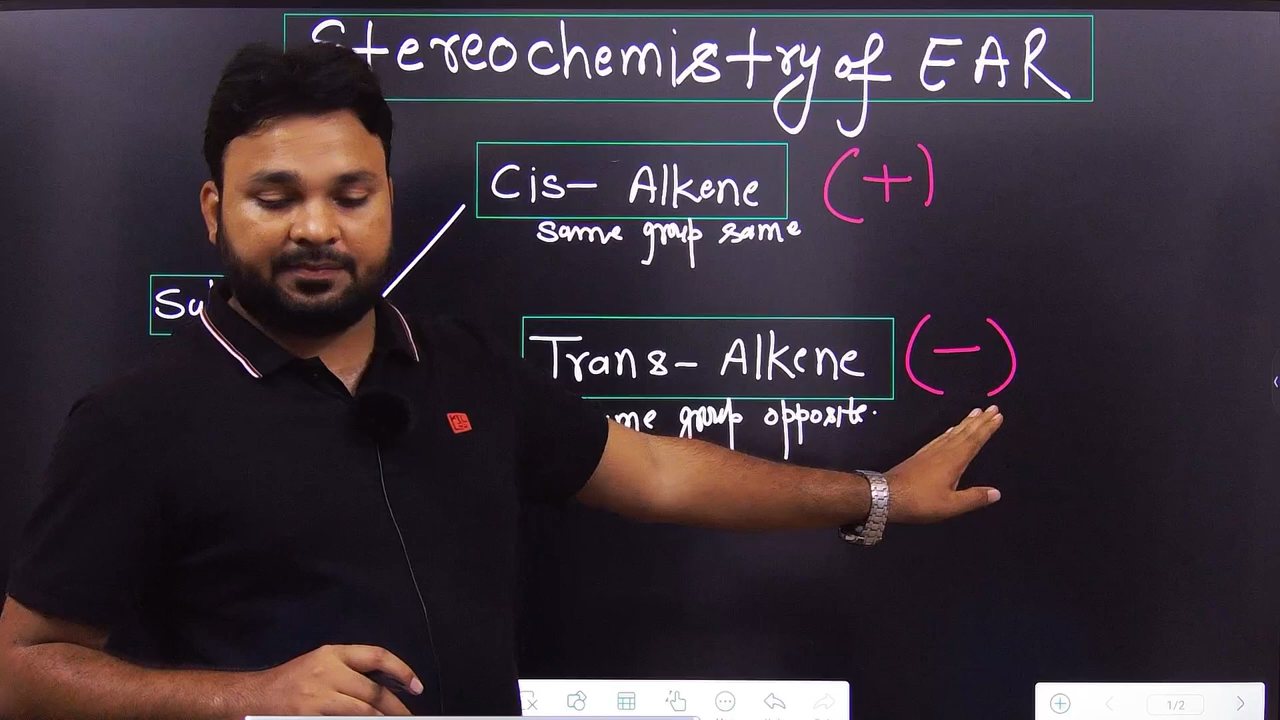 Stereochemistry of EAR
Cis- Alkene (+)
same group same
Trans- Alkene (-)
group opposite.
1/2